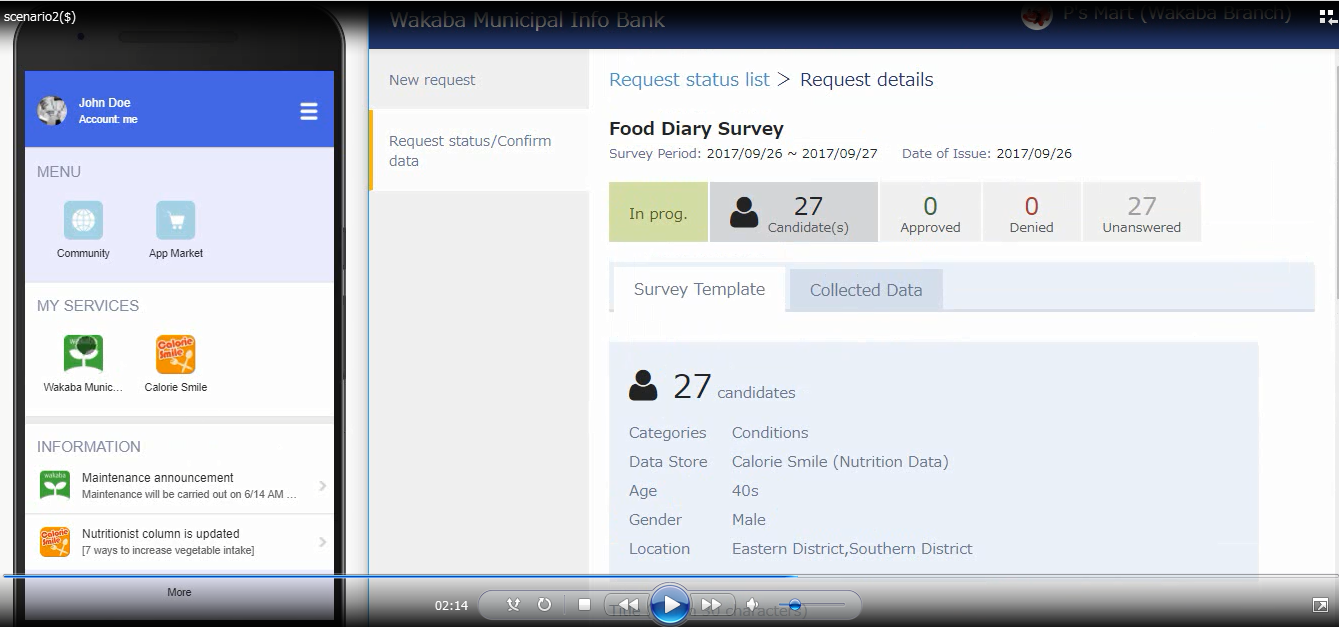 scenario2($)
John Doe
Account: me
MENU
Community
App Market
MY SERVICES
Wakaba Munic...
Calorie Smile
INFORMATION
Maintenance announcement
Maintenance will be carried out on 6/14 AM ...
Nutritionist column is updated
[7 ways to increase vegetable intake]
More
Wakaba Municipal Info Bank
P's Mart (Wakaba Branch)
New request
Request status/Confirm
data
Request status list > Request details
Food Diary Survey
Survey Period: 2017/09/26 ~ 2017/09/27 Date of Issue: 2017/09/26
In prog.
27
Candidate(s)
0
Approved
0
Denied
27
Unanswered
Survey Template
Collected Data
27 candidates
Categories Conditions
Data Store Calorie Smile (Nutrition Data)
Age 40s
Gender Male
Location Eastern District,Southern District
02:14